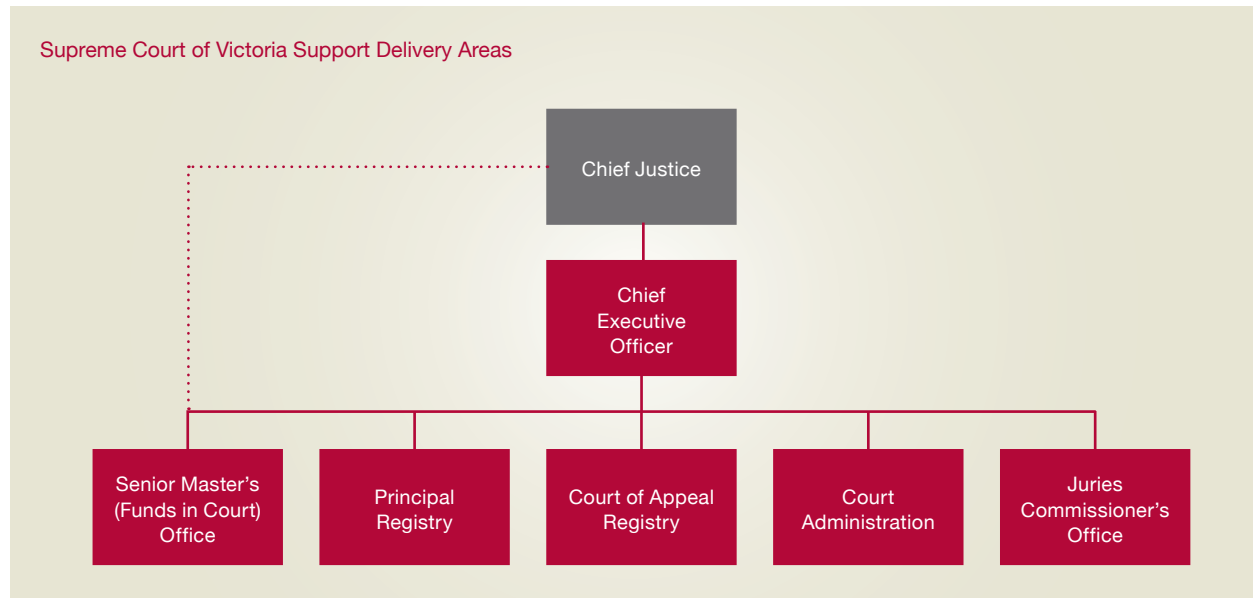 Supreme Court of Victoria Support Delivery Areas
Chief Justice
Chief
Executive
Officer
Senior Master’s
(Funds in Court)
Office
Principal
Registry
Court of Appeal
Registry
Court
Administration
Juries
Commissioner’s
Office